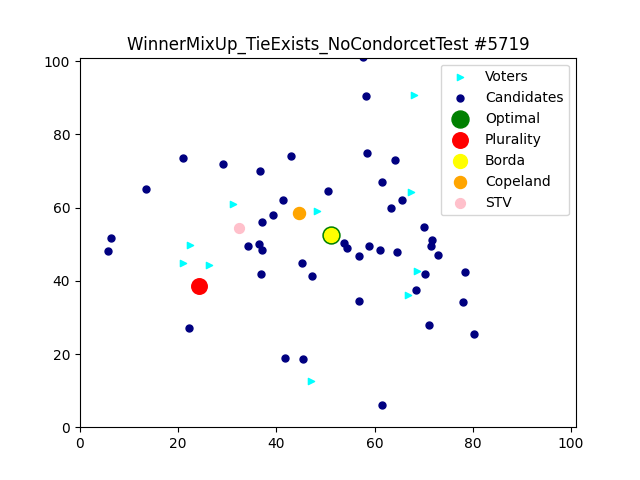 WinnerMixUp_TieExists_NoCondorcetTest #5719
100
80
60
40
20
0
0 20 40 60 80 100
Voters
Candidates
Optimal
Plurality
Borda
Copeland
STV